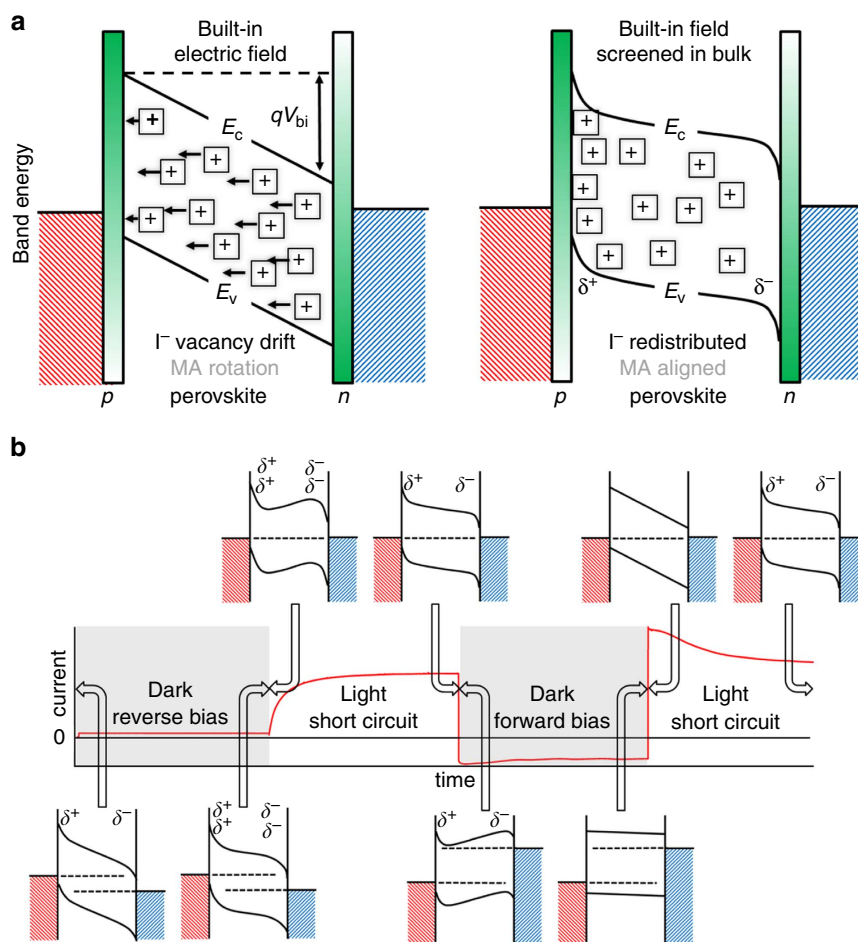 a
Built-in
electric field
Built-in field
screened in bulk
Band energy
qV_bi
E_c
E_c
+
+ +
+ +
+ + +
+ + +
+ +
+
+
+ + +
+ +
+ + +
+ + +
E_v
δ⁺
E_v
δ⁻
I⁻ vacancy drift
MA rotation
p perovskite n
I⁻ redistributed
MA aligned
p perovskite n
b
δ⁺ δ⁻
δ⁺ δ⁻
δ⁺ δ⁻
δ⁺ δ⁻
current
0
Dark
reverse bias
Light
short circuit
Dark
forward bias
Light
short circuit
time
δ⁺ δ⁻
δ⁺ δ⁻
δ⁺ δ⁻
δ⁺ δ⁻